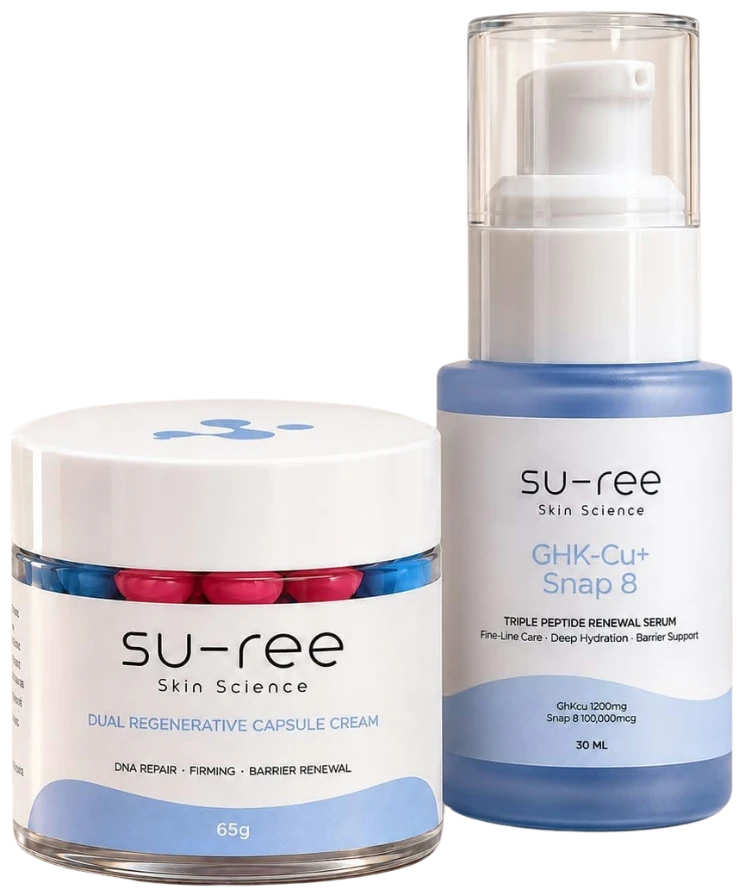 su-ree
Skin Science
GHK-Cu+
Snap 8
TRIPLE PEPTIDE RENEWAL SERUM
Fine-Line Care · Deep Hydration · Barrier Support
GhKcu 1200mg
Snap 8 100,000mcg
30 ML
su-ree
Skin Science
DUAL REGENERATIVE CAPSULE CREAM
DNA REPAIR · FIRMING · BARRIER RENEWAL
65g